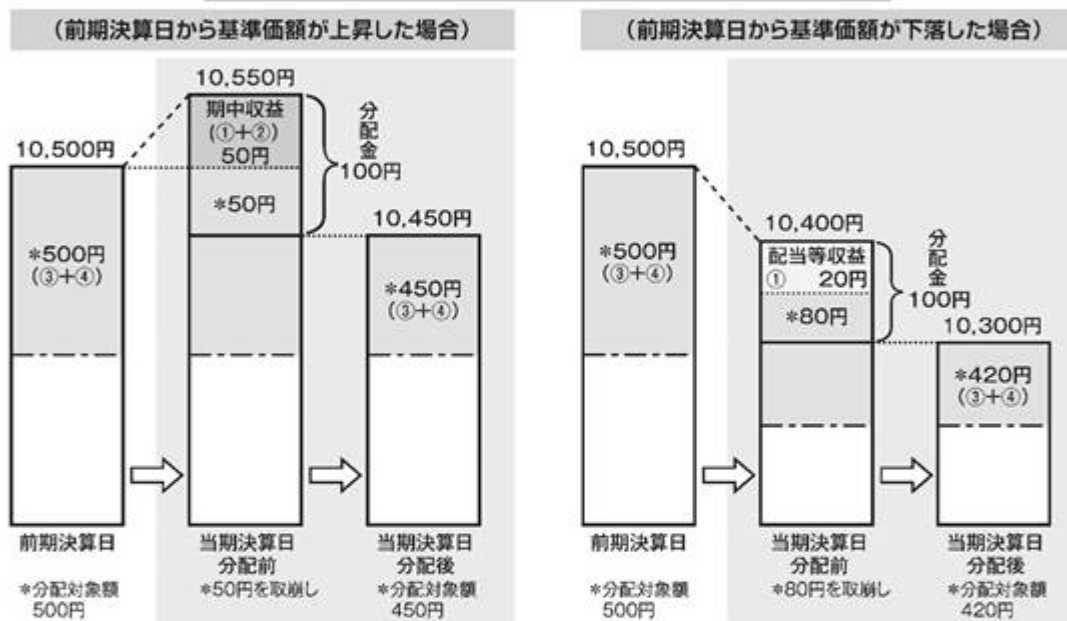 (前期決算日から基準価額が上昇した場合)
10,550円
期中収益
(①+②)
50円
*50円
分配金
100円
10,500円
*500円
(③+④)
10,450円
*450円
(③+④)
前期決算日
*分配対象額
500円
当期決算日
分配前
*50円を取崩し
当期決算日
分配後
*分配対象額
450円
(前期決算日から基準価額が下落した場合)
10,500円
*500円
(③+④)
10,400円
配当等収益
① 20円
*80円
分配金
100円
10,300円
*420円
(③+④)
前期決算日
*分配対象額
500円
当期決算日
分配前
*80円を取崩し
当期決算日
分配後
*分配対象額
420円